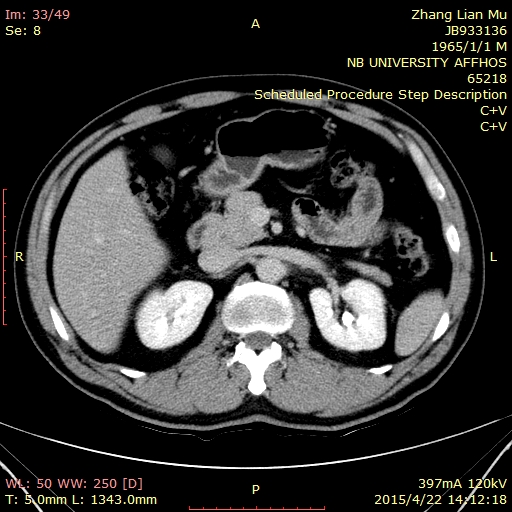 Im: 33/49
Se: 8
A
Zhang Lian Mu
JB933136
1965/1/1 M
NB UNIVERSITY AFFHOS
65218
Scheduled Procedure Step Description
C+V
C+V
R
L
WL: 50 WW: 250 [D]
T: 5.0mm L: 1343.0mm
P
397mA 120kV
2015/4/22 14:12:18